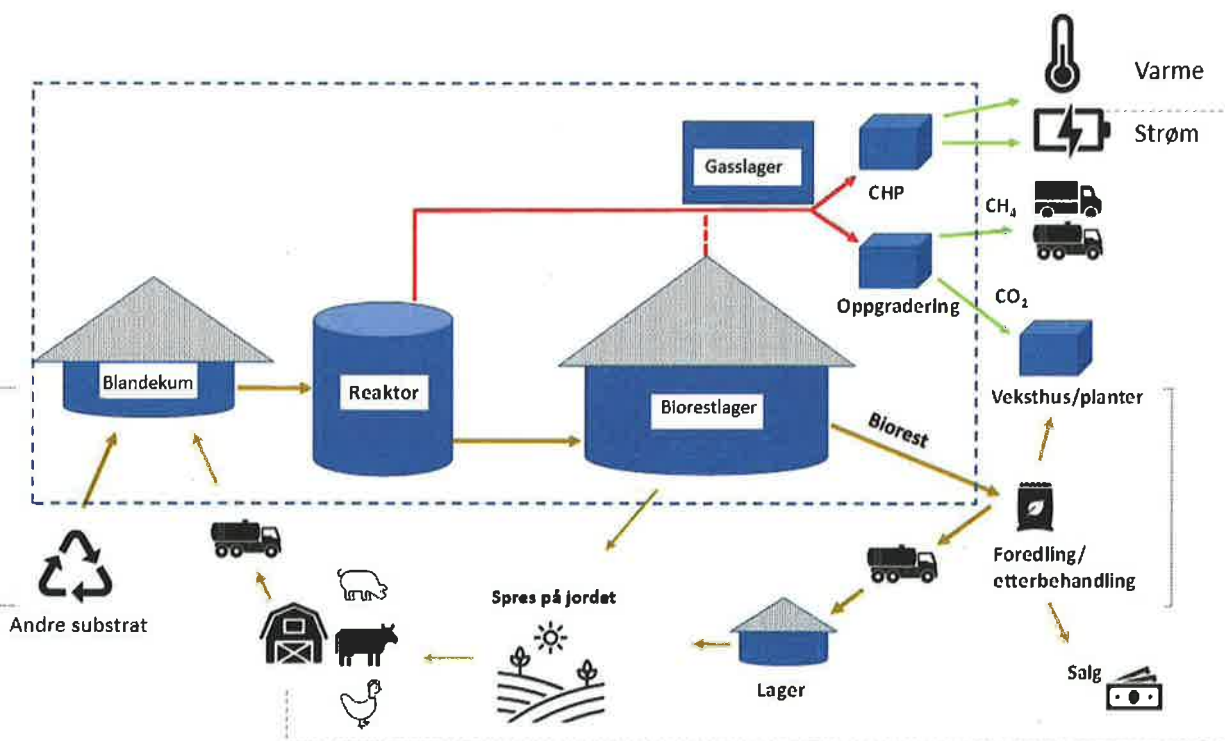 Varme
Strøm
Gasslager
CHP
CH₄
Oppgradering
CO₂
Blandekum
Reaktor
Biorestlager
Veksthus/planter
Biorest
Foredling/
etterbehandling
Andre substrat
Spres på jordet
Lager
Salg